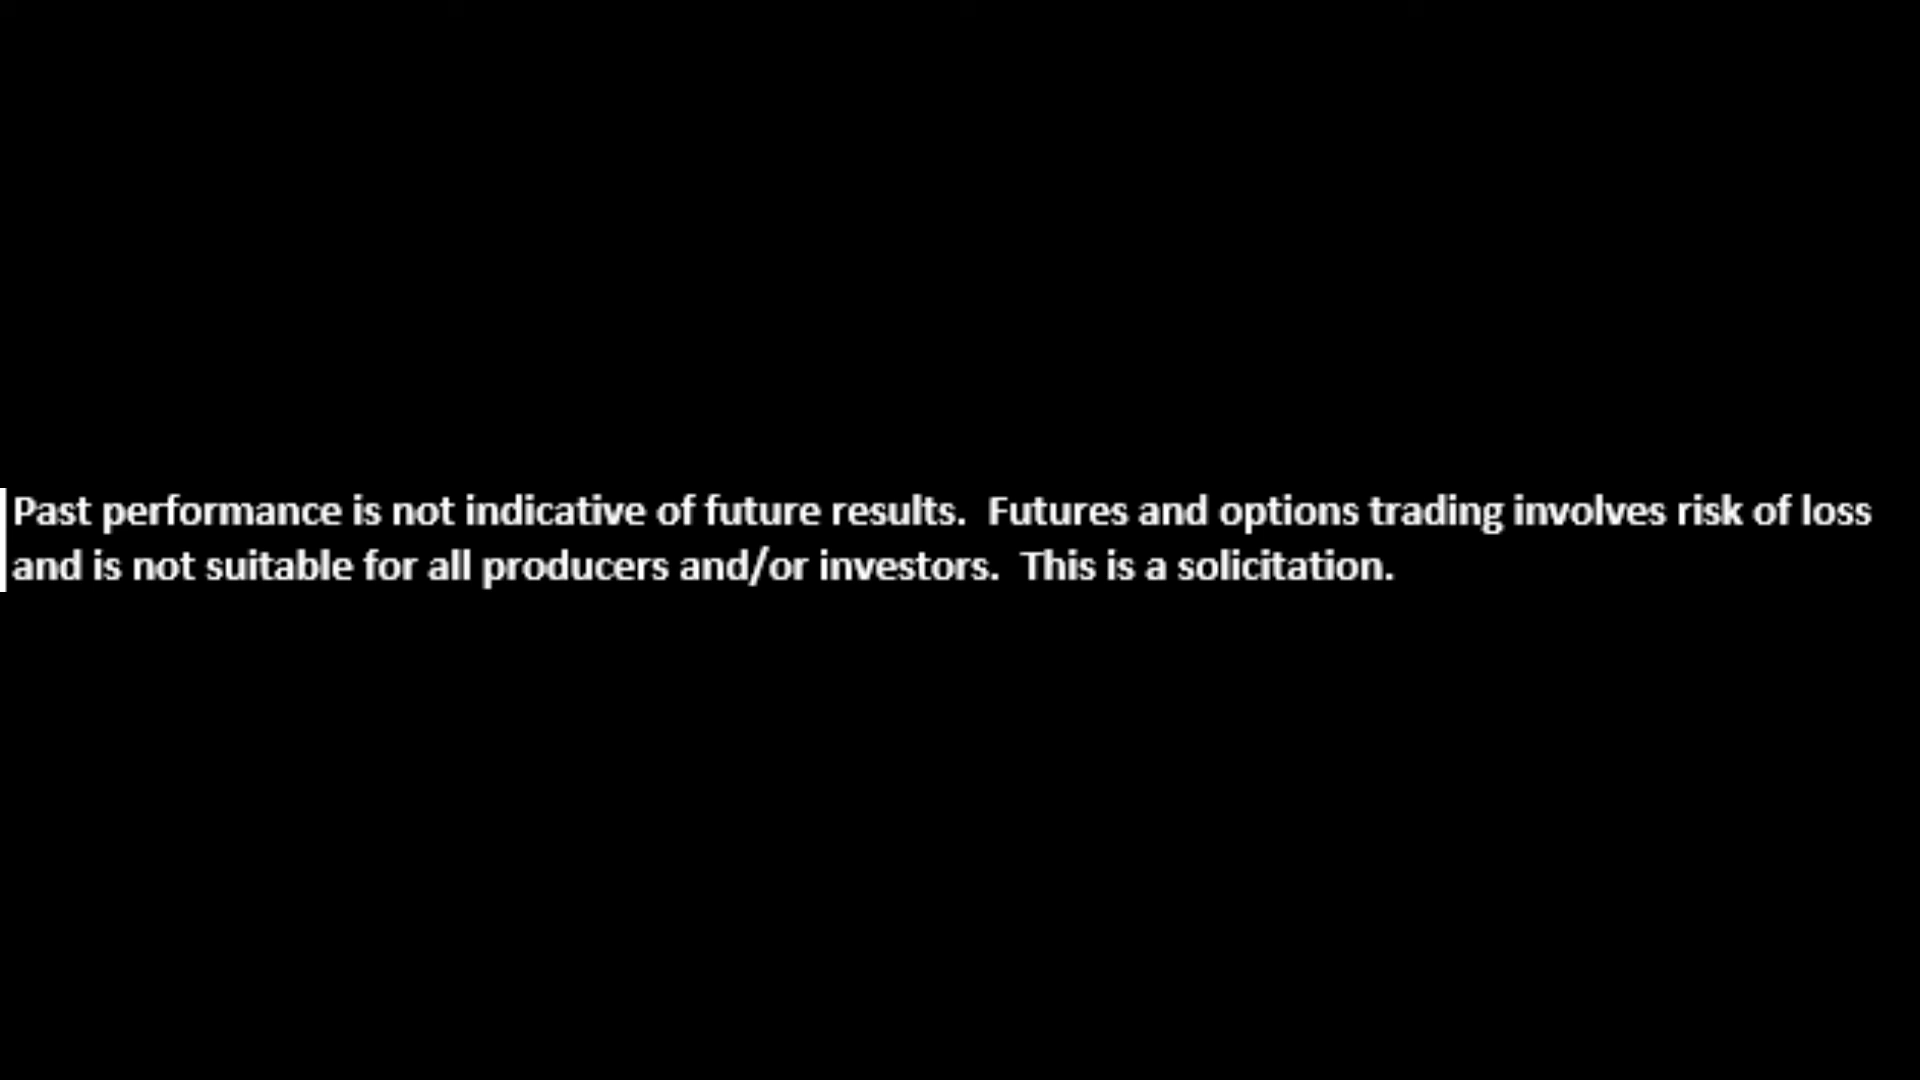 Past performance is not indicative of future results.  Futures and options trading involves risk of loss
and is not suitable for all producers and/or investors.  This is a solicitation.